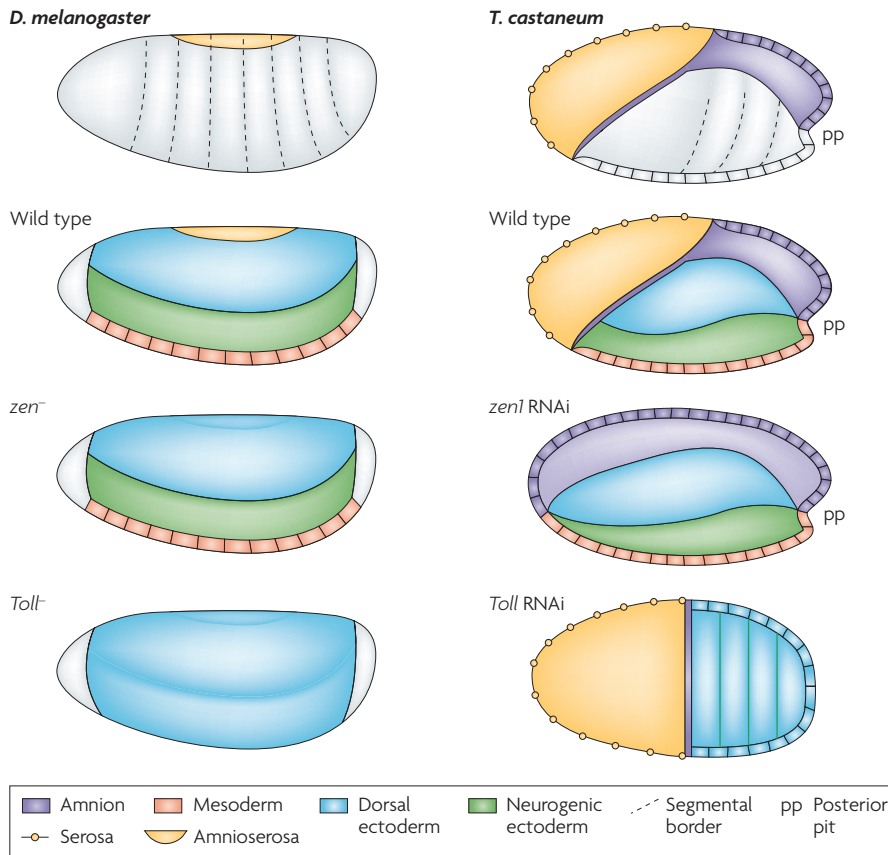 D. melanogaster
T. castaneum
pp
Wild type
Wild type
pp
zen–
zen1 RNAi
pp
Toll–
Toll RNAi
Amnion
Mesoderm
Dorsal
ectoderm
Neurogenic
ectoderm
Segmental
border
pp Posterior
pit
Serosa
Amnioserosa